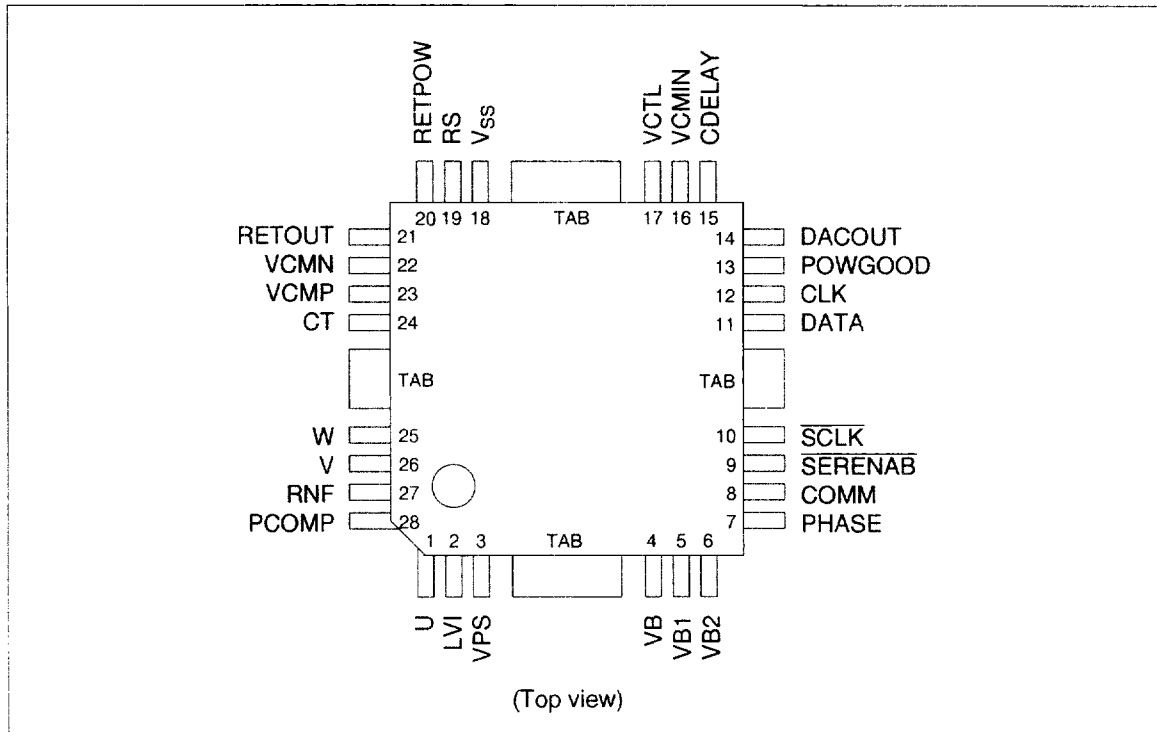 RETPOW
RS
VSS
VCTL
VCMIN
CDELAY
20 19 18 TAB 17 16 15
RETOUT 21 14 DACOUT
VCMN 22 13 POWGOOD
VCMP 23 12 CLK
CT 24 11 DATA
TAB TAB
W 25 10 SCLK
V 26 9 SERENAB
RNF 27 8 COMM
PCOMP 28 7 PHASE
1 2 3 TAB 4 5 6
U
LVI
VPS
VB
VB1
VB2
(Top view)